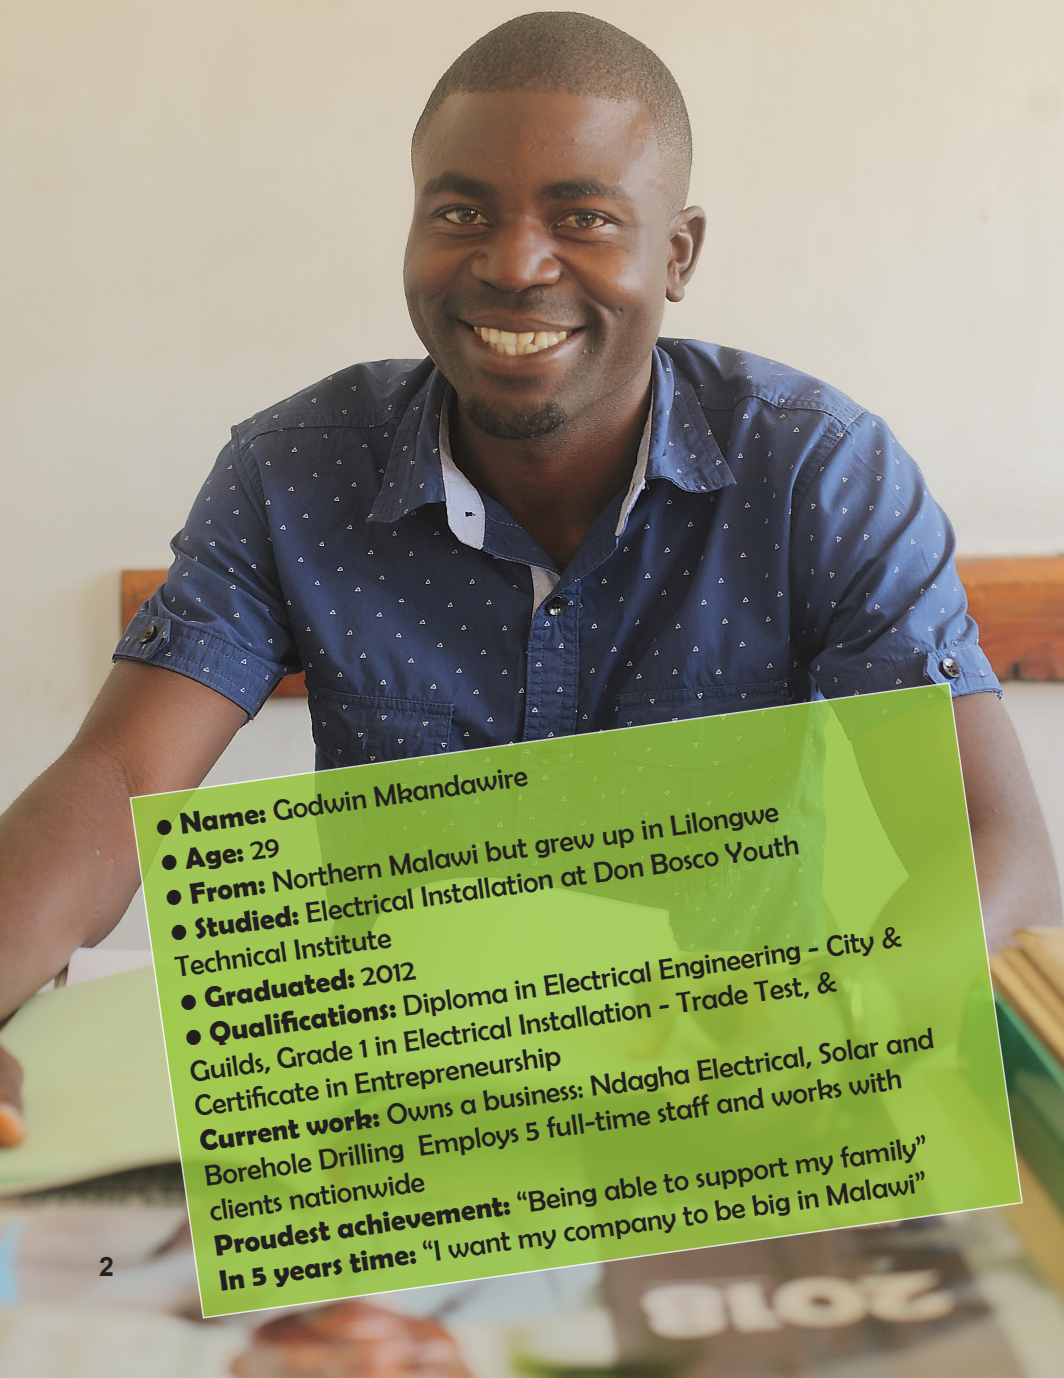 • Name: Godwin Mkandawire
• Age: 29
• From: Northern Malawi but grew up in Lilongwe
• Studied: Electrical Installation at Don Bosco Youth
Technical Institute
• Graduated: 2012
• Qualifications: Diploma in Electrical Engineering - City &
Guilds, Grade 1 in Electrical Installation - Trade Test, &
Certificate in Entrepreneurship
Current work: Owns a business: Ndagha Electrical, Solar and
Borehole Drilling  Employs 5 full-time staff and works with
clients nationwide
Proudest achievement: “Being able to support my family”
In 5 years time: “I want my company to be big in Malawi”
2
2018